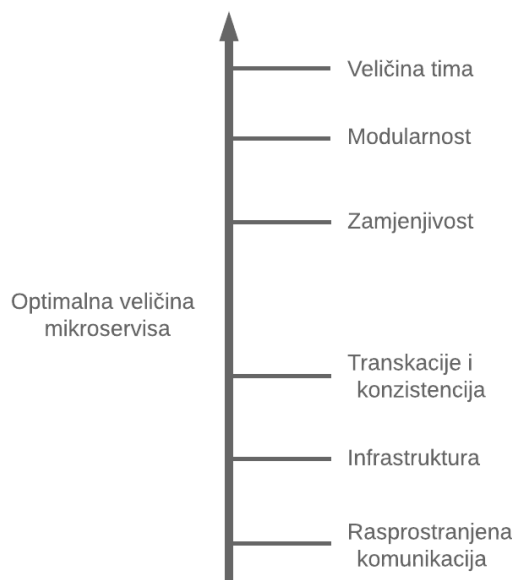 Veličina tima
Modularnost
Zamjenjivost
Optimalna veličina
mikroservisa
Transkacije i
konzistencija
Infrastruktura
Rasprostranjena
komunikacija